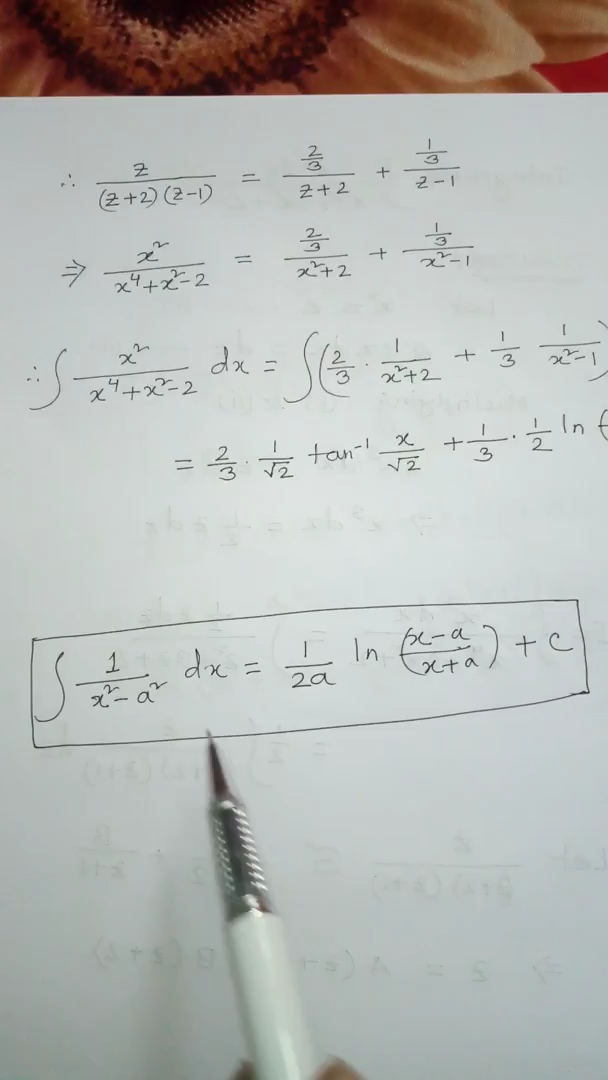 ∴ z/((z+2)(z-1)) = (2/3)/(z+2) + (1/3)/(z-1)
⇒ x²/(x⁴+x²-2) = (2/3)/(x²+2) + (1/3)/(x²-1)
∴ ∫ x²/(x⁴+x²-2) dx = ∫(2/3 · 1/(x²+2) + 1/3 1/(x²-1))
= 2/3 · 1/√2 tan⁻¹ x/√2 + 1/3 · 1/2 ln (
∫ 1/(x²-a²) dx = 1/2a ln((x-a)/(x+a)) + C